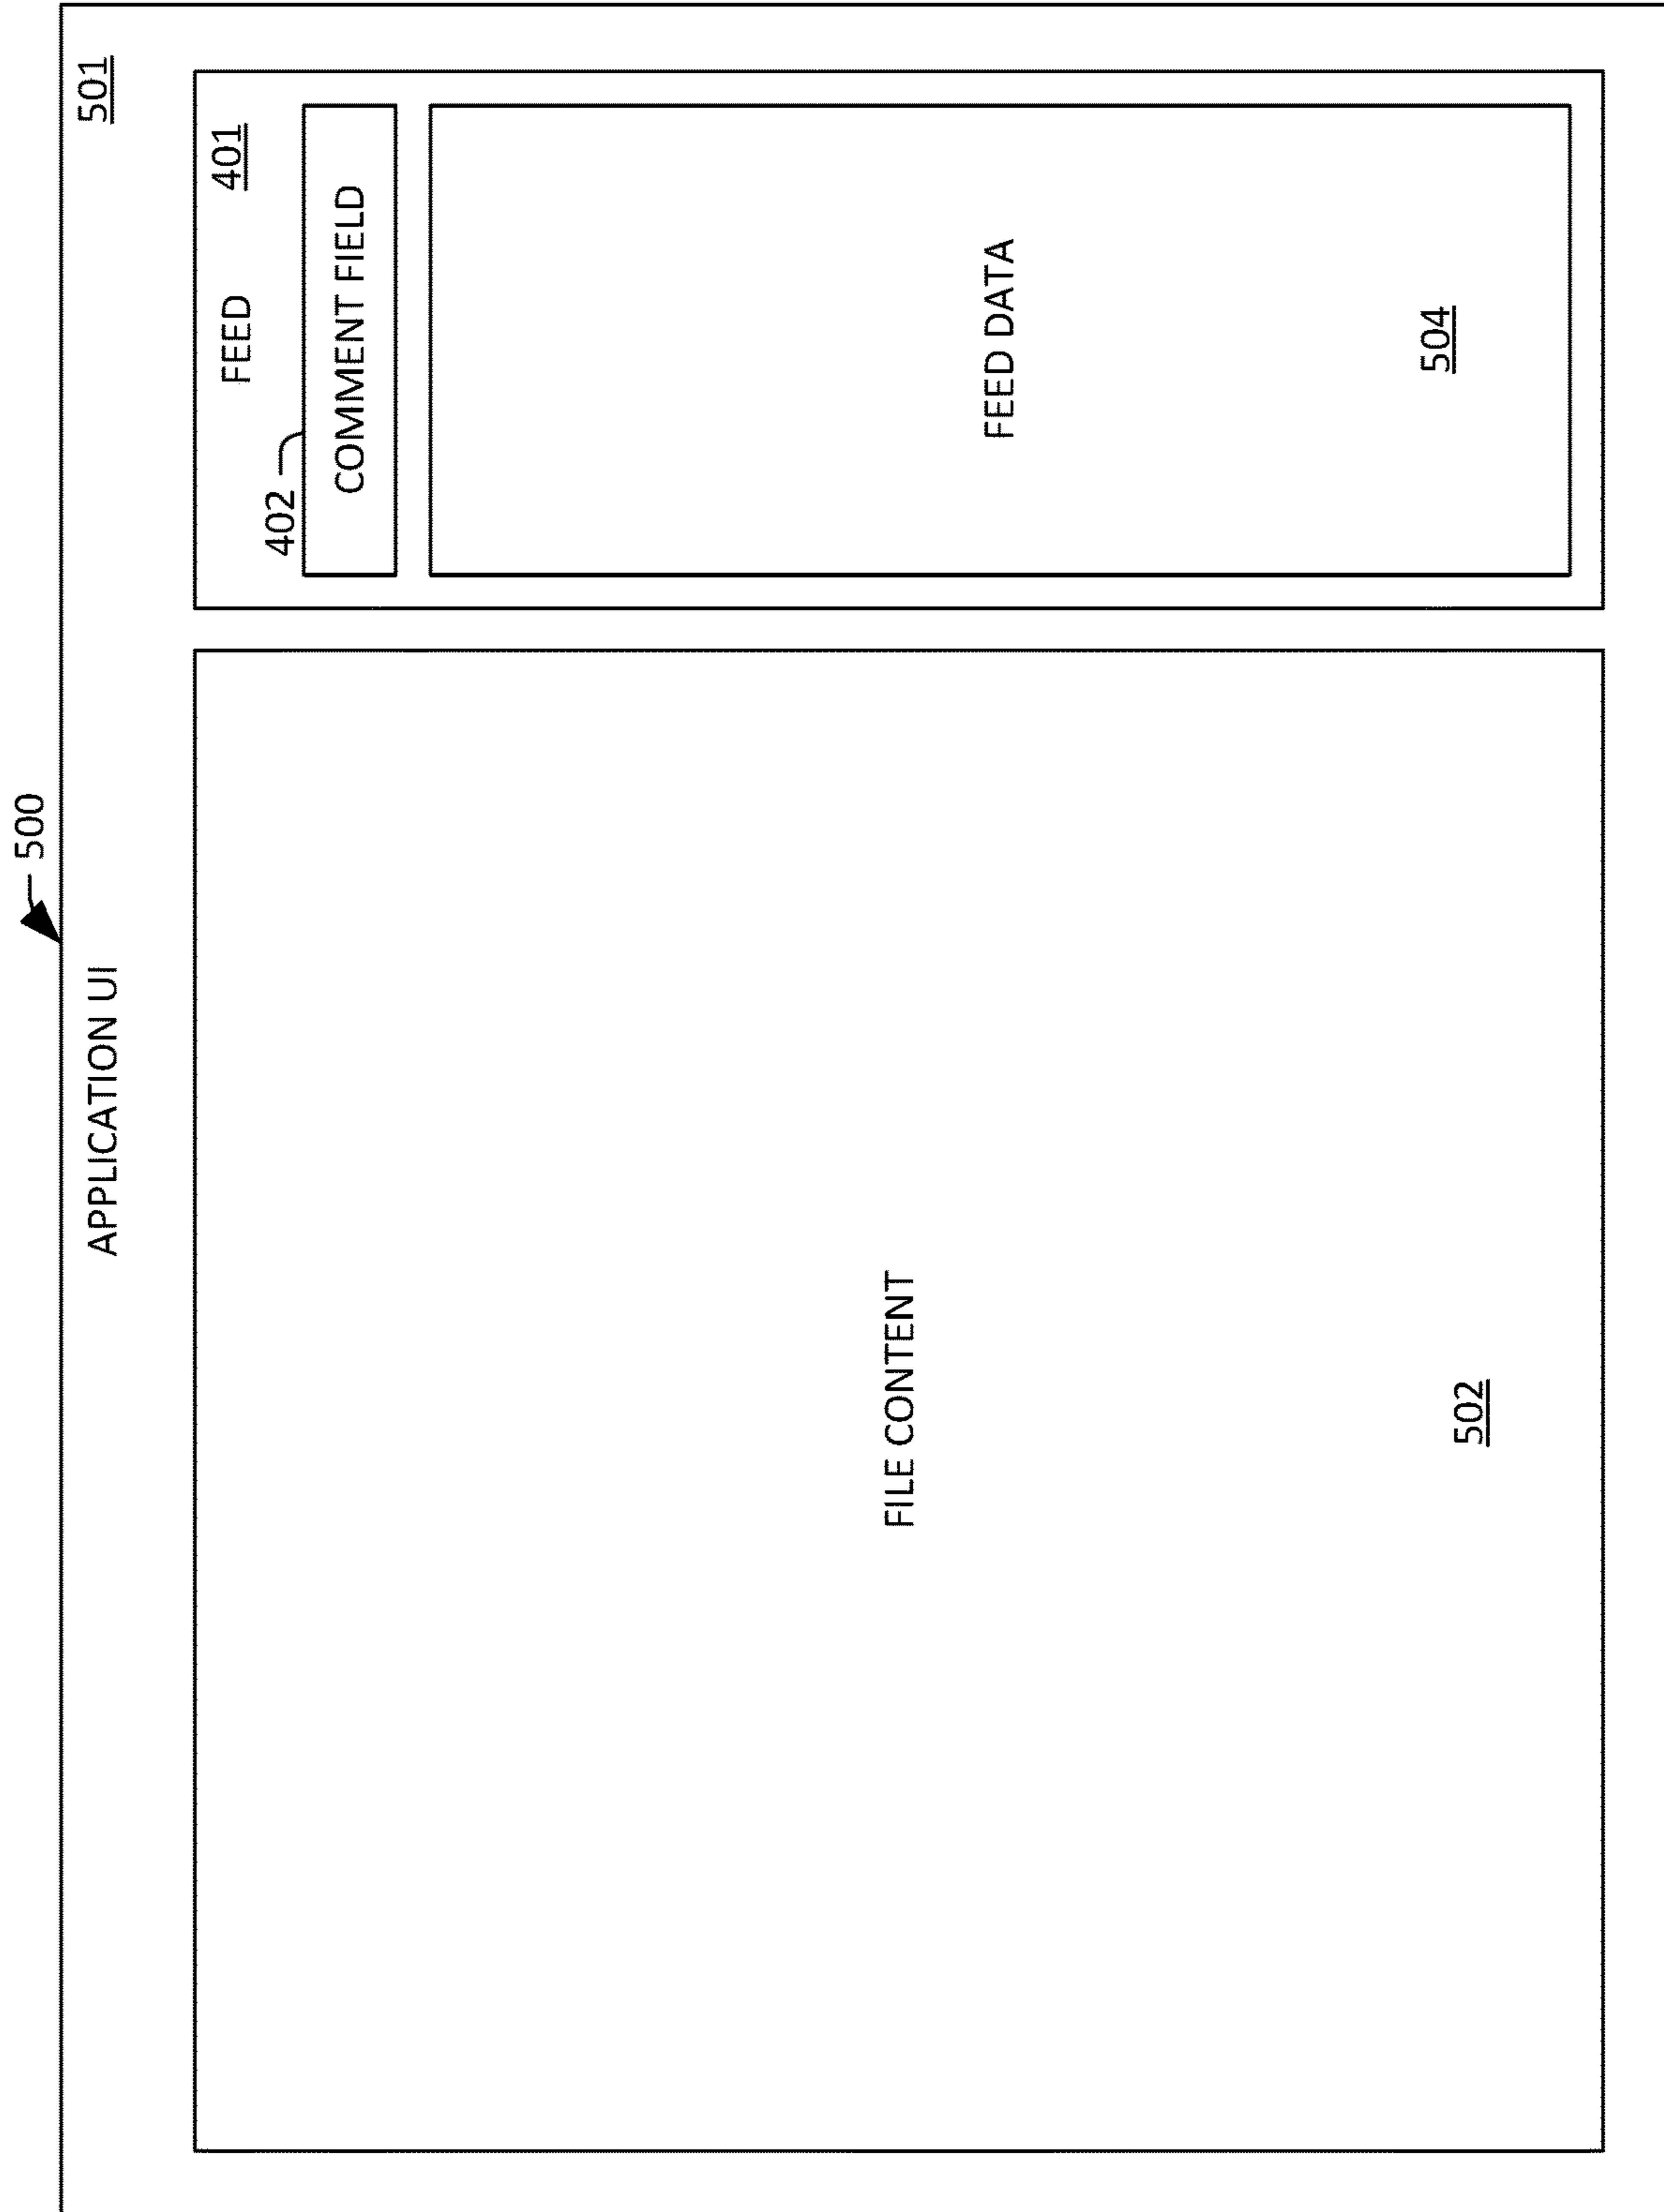 500
APPLICATION UI
501
FEED
401
402
COMMENT FIELD
FILE CONTENT
FEED DATA
502
504